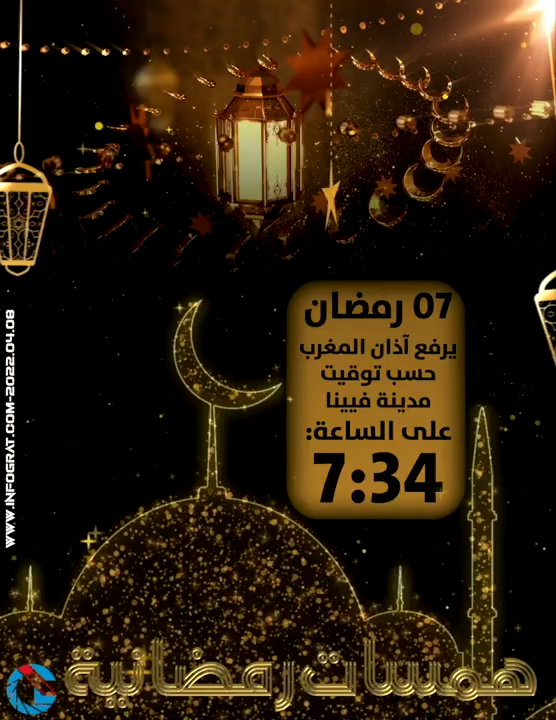 07 رمضان
يرفع آذان المغرب
حسب توقيت
مدينة فيينا
على الساعة:
7:34
WWW.INFOGRAT.COM-2022.04.08
همسات رمضانية